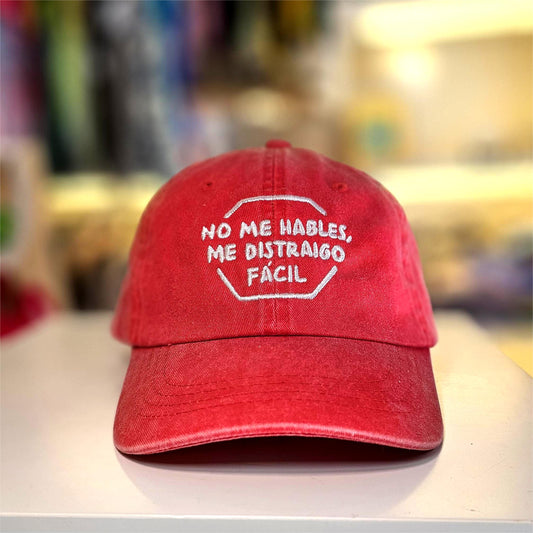 NO ME HABLES,
ME DISTRAIGO
FÁCIL